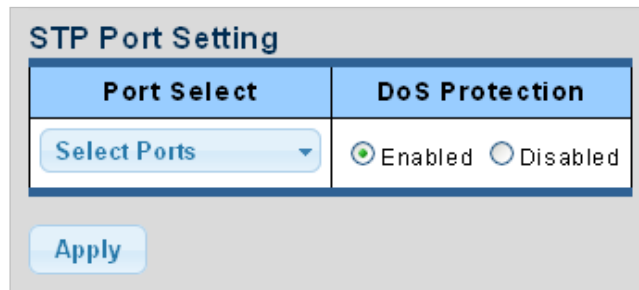 STP Port Setting
Port Select DoS Protection
Select Ports Enabled Disabled
Apply